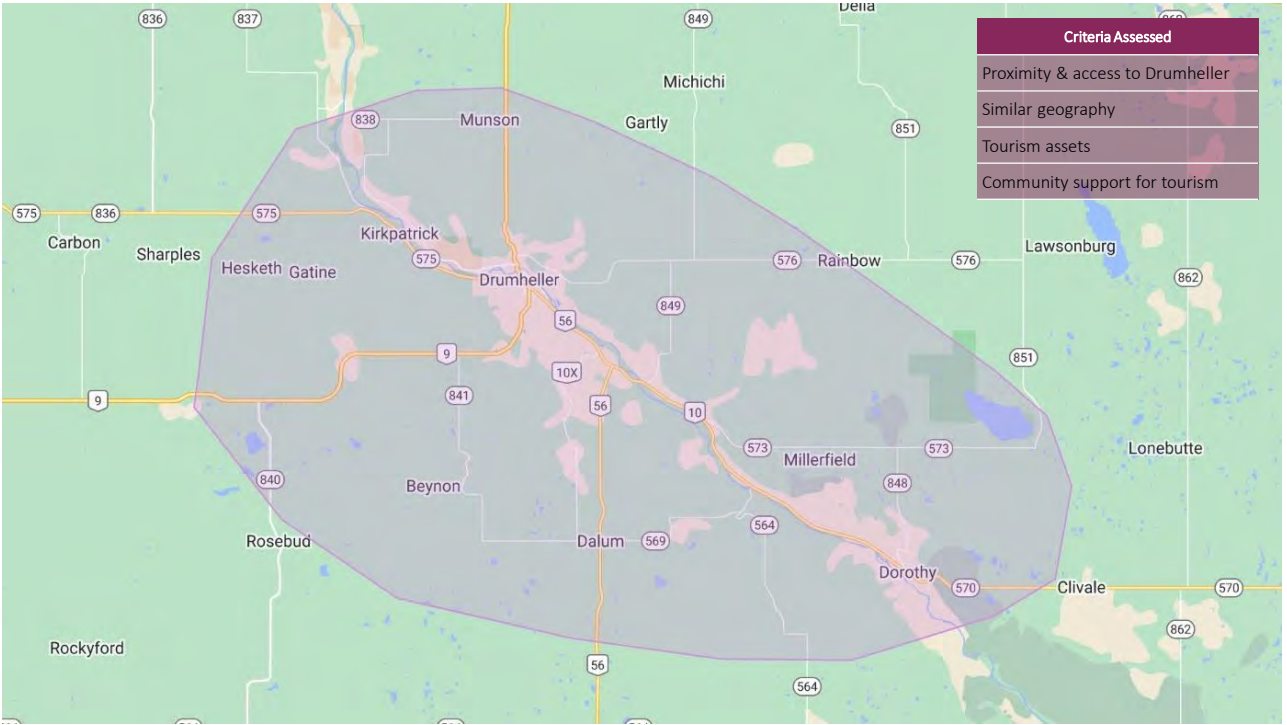 Delia
836
837
849
862
Criteria Assessed
Proximity & access to Drumheller
Similar geography
Tourism assets
Community support for tourism
Michichi
838
Munson
Gartly
851
575
836
575
Carbon
Sharples
Kirkpatrick
575
Hesketh
Gatine
Drumheller
576
Rainbow
576
Lawsonburg
862
849
56
9
10X
851
9
841
56
10
573
Millerfield
573
Lonebutte
840
Beynon
848
Rosebud
Dalum
569
564
Dorothy
570
Clivale
570
862
Rockyford
56
564